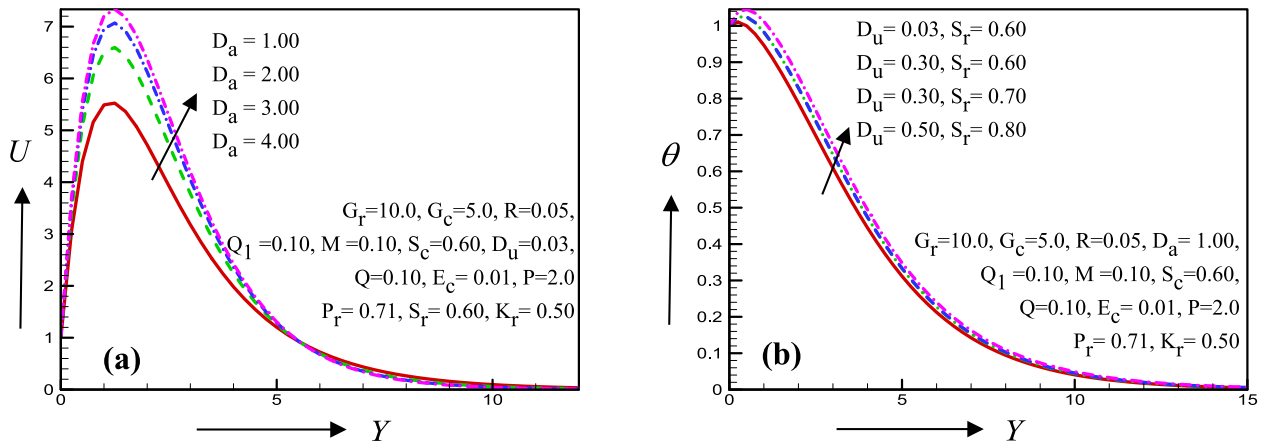 7
6
5
4
3
2
1
0
U
Da = 1.00
Da = 2.00
Da = 3.00
Da = 4.00
Gr=10.0, Gc=5.0, R=0.05,
Q1 =0.10, M =0.10, Sc=0.60, Du=0.03,
Q=0.10, Ec= 0.01, P=2.0
Pr= 0.71, Sr= 0.60, Kr= 0.50
(a)
0 5 10
Y
1
0.9
0.8
0.7
0.6
0.5
0.4
0.3
0.2
0.1
0
θ
Du= 0.03, Sr= 0.60
Du= 0.30, Sr= 0.60
Du= 0.30, Sr= 0.70
Du= 0.50, Sr= 0.80
Gr=10.0, Gc=5.0, R=0.05, Da= 1.00,
Q1 =0.10, M =0.10, Sc=0.60,
Q=0.10, Ec= 0.01, P=2.0
Pr= 0.71, Kr= 0.50
(b)
0 5 10 15
Y